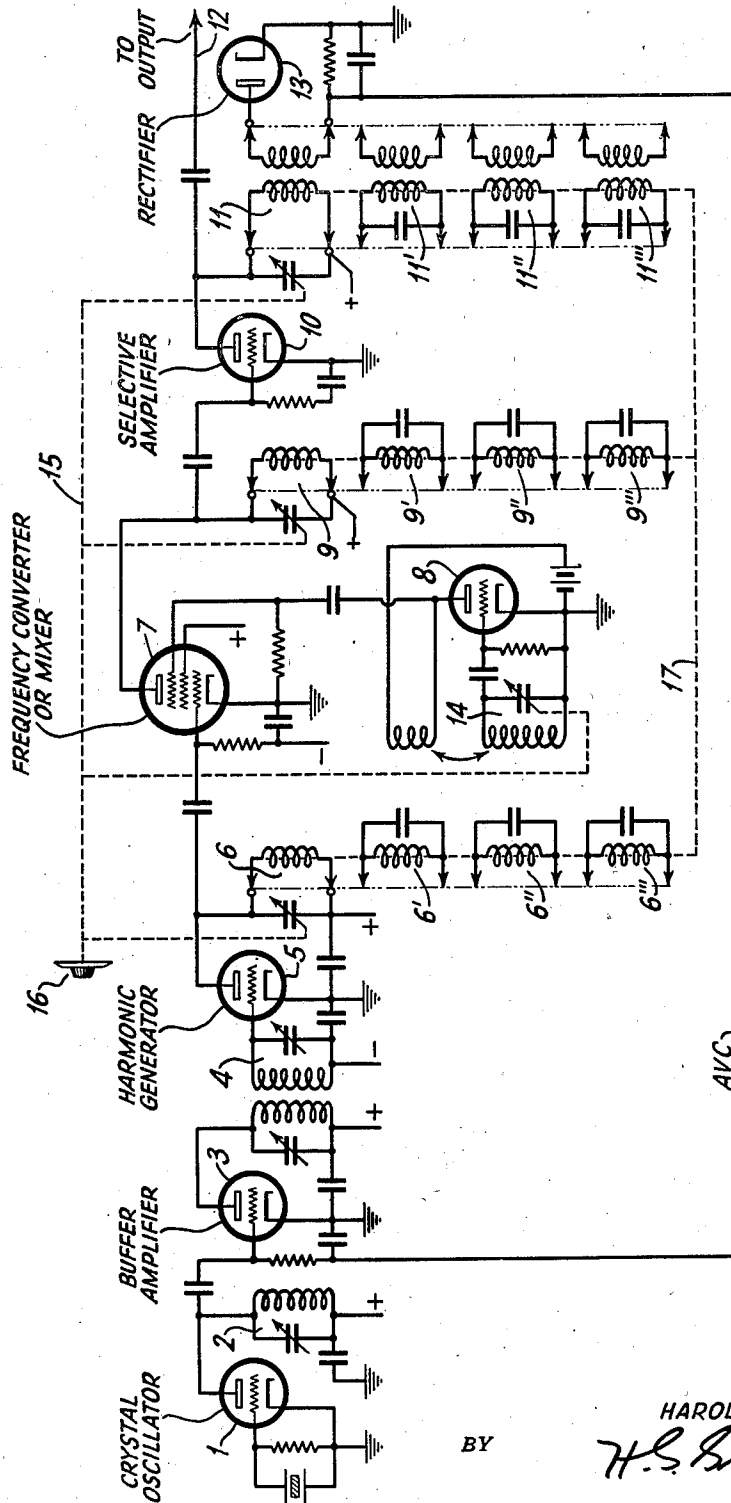 CRYSTAL
OSCILLATOR
1
2
BUFFER
AMPLIFIER
3
HARMONIC
GENERATOR
4
5
16
6
6'
6''
6'''
FREQUENCY CONVERTER
OR MIXER
7
8
14
15
9
9'
9''
9'''
17
SELECTIVE
AMPLIFIER
10
11
11'
11''
11'''
RECTIFIER
13
TO
OUTPUT
12
+
+
-
+
-
+
+
+
AVC
BY
HAROL